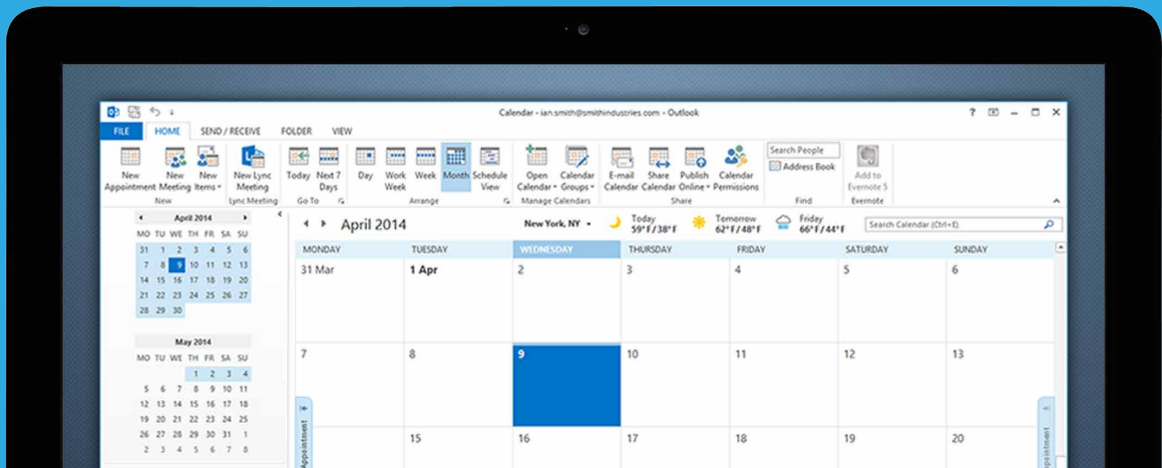 Calendar - ian.smith@smithindustries.com - Outlook
?
FILE HOME SEND / RECEIVE FOLDER VIEW
New Appointment
New Meeting
New Items
New Lync Meeting
Today
Next 7 Days
Day
Work Week
Week
Month
Schedule View
Open Calendar
Calendar Groups
E-mail Calendar
Share Calendar
Publish Online
Calendar Permissions
Search People
Address Book
Add to Evernote 5
New
Lync Meeting
Go To
Arrange
Manage Calendars
Share
Find
Evernote
April 2014
MO TU WE TH FR SA SU
31 1 2 3 4 5 6
7 8 9 10 11 12 13
14 15 16 17 18 19 20
21 22 23 24 25 26 27
28 29 30
May 2014
MO TU WE TH FR SA SU
1 2 3 4
5 6 7 8 9 10 11
12 13 14 15 16 17 18
19 20 21 22 23 24 25
26 27 28 29 30 31 1
2 3 4 5 6 7 8
April 2014
New York, NY
Today
59°F/38°F
Tomorrow
62°F/48°F
Friday
66°F/44°F
Search Calendar (Ctrl+E)
MONDAY TUESDAY WEDNESDAY THURSDAY FRIDAY SATURDAY SUNDAY
31 Mar 1 Apr 2 3 4 5 6
7 8 9 10 11 12 13
15 16 17 18 19 20
Appointment